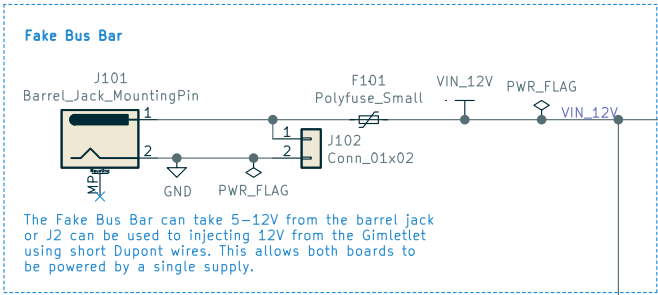 Fake Bus Bar
J101
Barrel_Jack_MountingPin
F101
Polyfuse_Small
VIN_12V
PWR_FLAG
VIN_12V
1
2
1
2
J102
Conn_01x02
MP
GND
PWR_FLAG
The Fake Bus Bar can take 5-12V from the barrel jack
or J2 can be used to injecting 12V from the Gimletlet
using short Dupont wires. This allows both boards to
be powered by a single supply.